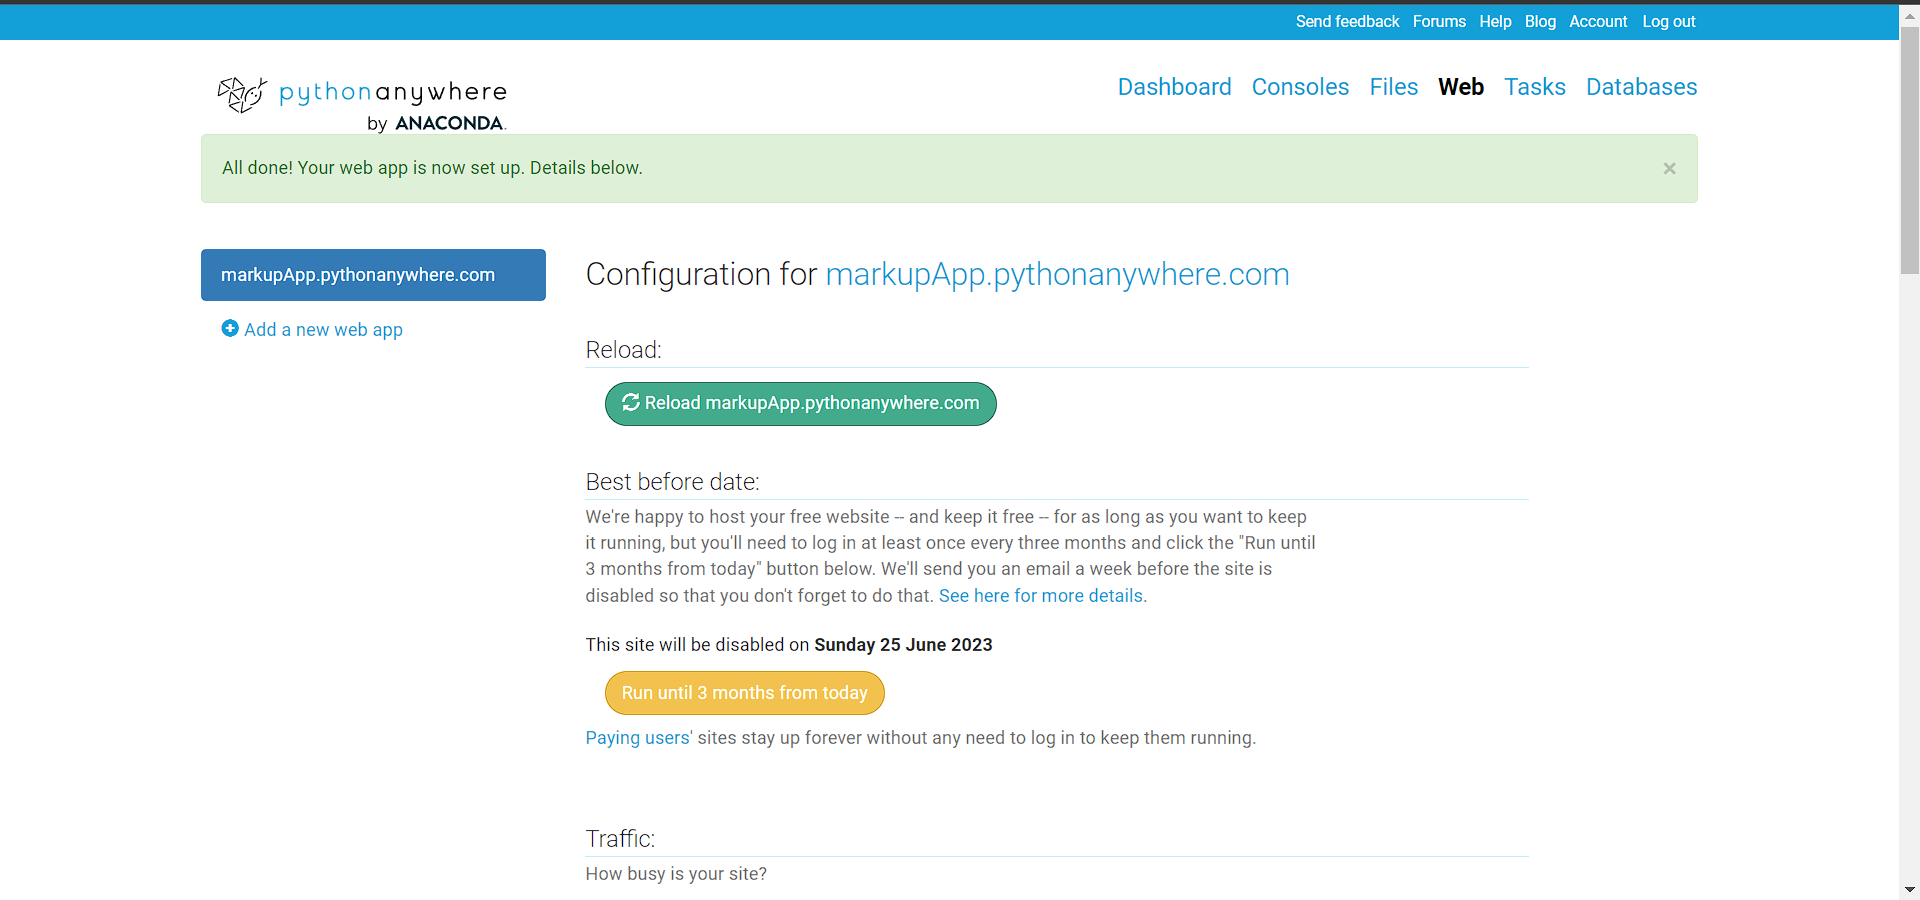 Send feedback Forums Help Blog Account Log out
pythonanywhere
by ANACONDA.
Dashboard Consoles Files Web Tasks Databases
All done! Your web app is now set up. Details below.
×
markupApp.pythonanywhere.com
Add a new web app
Configuration for markupApp.pythonanywhere.com
Reload:
Reload markupApp.pythonanywhere.com
Best before date:
We're happy to host your free website -- and keep it free -- for as long as you want to keep
it running, but you'll need to log in at least once every three months and click the "Run until
3 months from today" button below. We'll send you an email a week before the site is
disabled so that you don't forget to do that. See here for more details.
This site will be disabled on Sunday 25 June 2023
Run until 3 months from today
Paying users' sites stay up forever without any need to log in to keep them running.
Traffic:
How busy is your site?